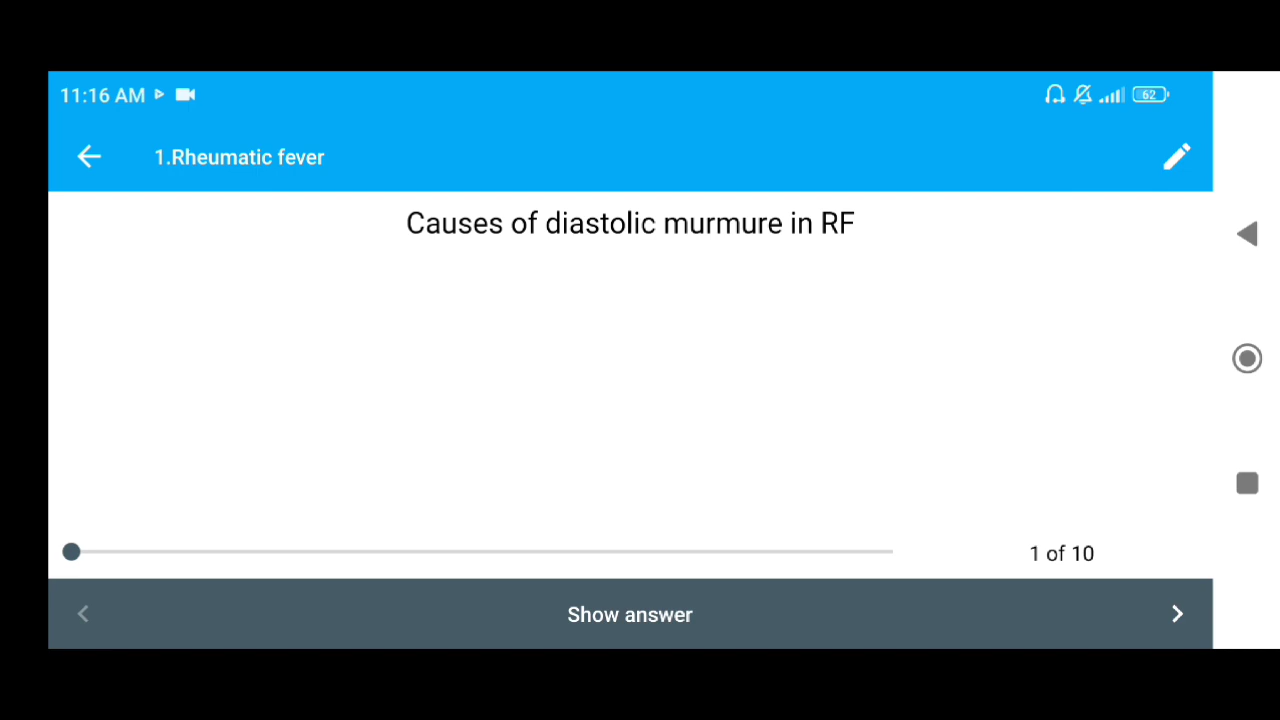 11:16 AM
62
1.Rheumatic fever
Causes of diastolic murmure in RF
1 of 10
Show answer